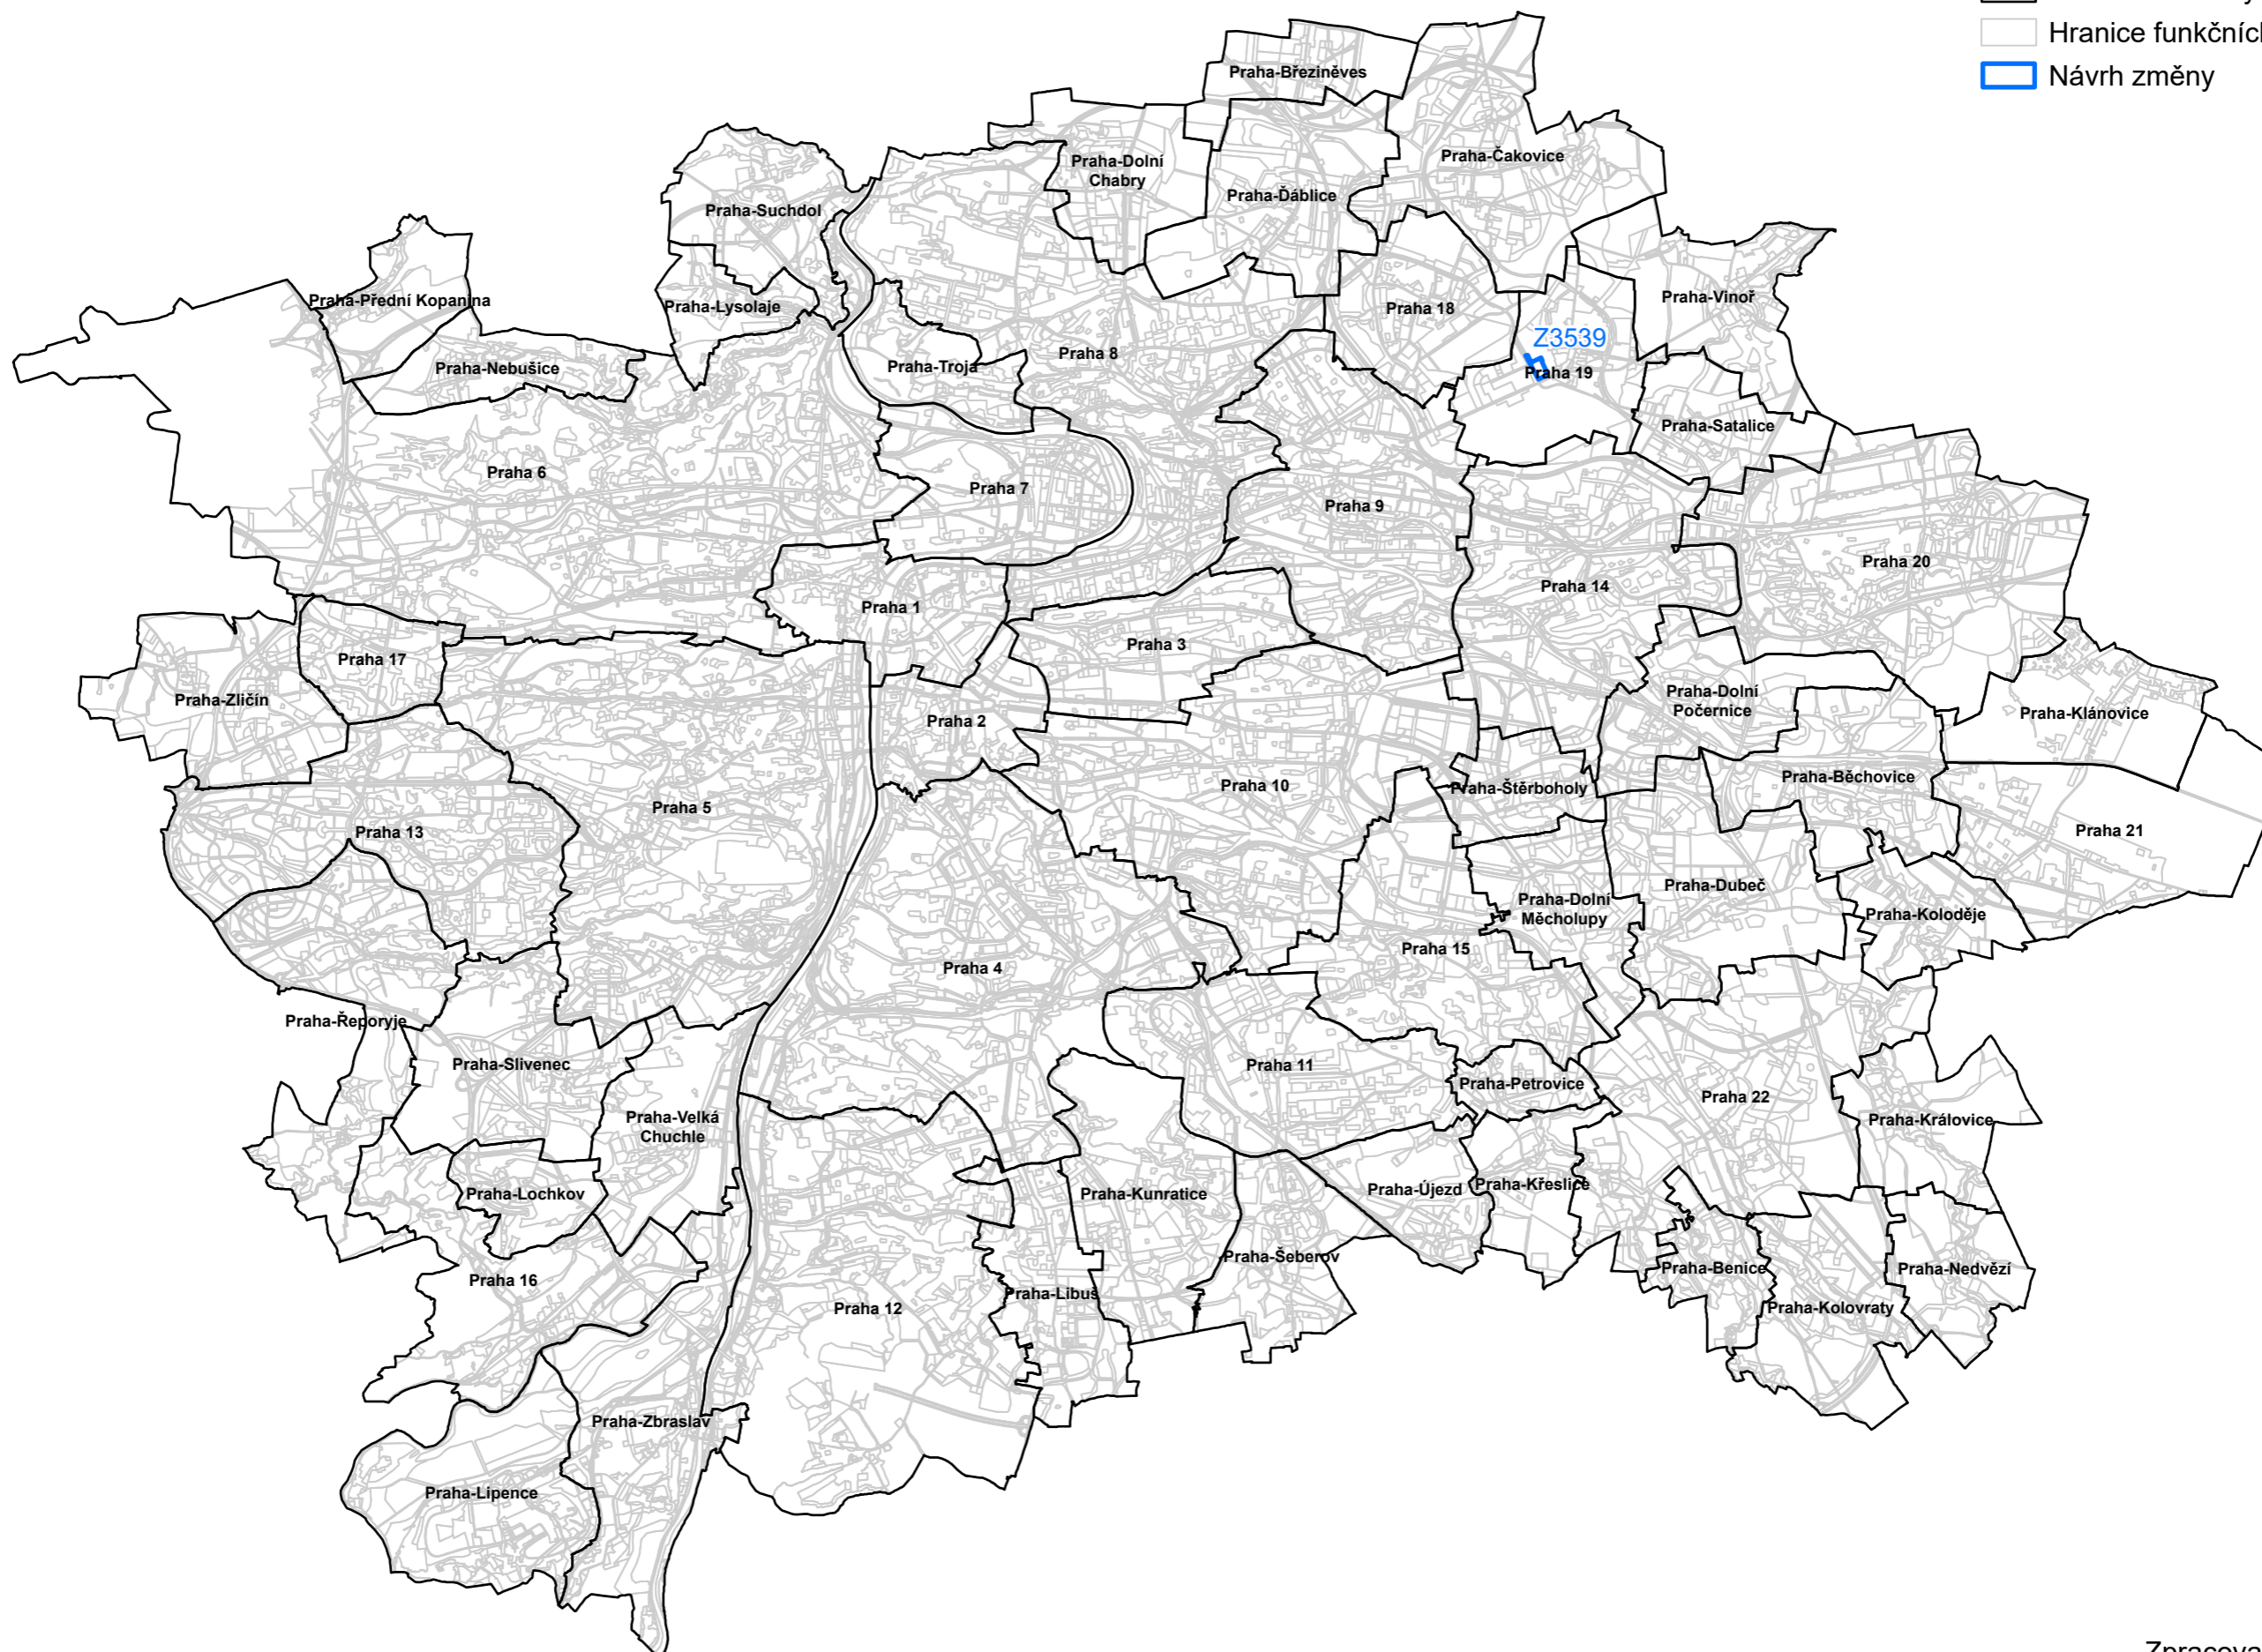 Hranice funkčních
Návrh změny
Praha-Březiněves
Praha-Čakovice
Praha-Dolní
Chabry
Praha-Ďáblice
Praha-Suchdol
Praha-Přední Kopanina
Praha-Lysolaje
Praha-Vinoř
Praha 18
Z3539
Praha 8
Praha-Troja
Praha-Nebušice
Praha 19
Praha-Satalice
Praha 6
Praha 7
Praha 9
Praha 20
Praha 14
Praha 1
Praha 3
Praha 17
Praha-Zličín
Praha-Dolní
Počernice
Praha 2
Praha-Klánovice
Praha-Běchovice
Praha 10
Praha-Štěrboholy
Praha 5
Praha 13
Praha 21
Praha-Dubeč
Praha-Dolní
Měcholupy
Praha-Koloděje
Praha 15
Praha 4
Praha-Řeporyje
Praha-Slivenec
Praha 11
Praha-Petrovice
Praha 22
Praha-Velká
Chuchle
Praha-Královice
Praha-Lochkov
Praha-Kunratice
Praha-Újezd
Praha-Křeslice
Praha-Šeberov
Praha-Benice
Praha-Nedvězí
Praha 16
Praha-Libuš
Praha 12
Praha-Kolovraty
Praha-Zbraslav
Praha-Lipence